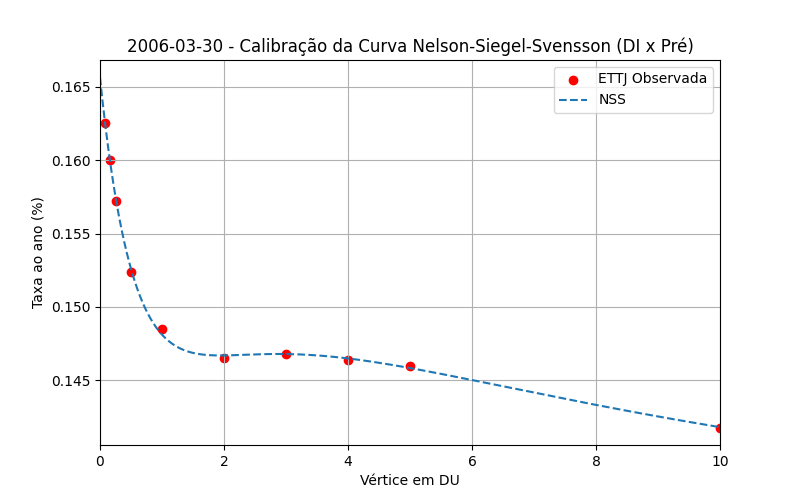 2006-03-30 - Calibração da Curva Nelson-Siegel-Svensson (DI x Pré)
ETTJ Observada
NSS
Taxa ao ano (%)
0.165
0.160
0.155
0.150
0.145
0 2 4 6 8 10
Vértice em DU